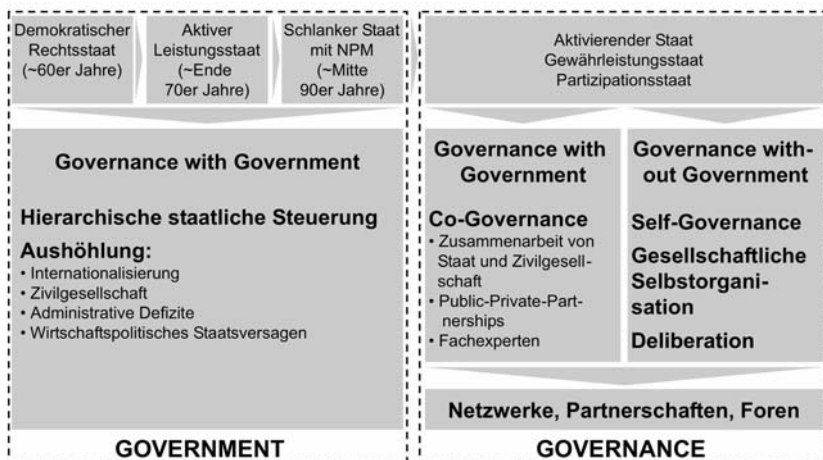 Demokratischer
Rechtsstaat
(~60er Jahre)
Aktiver
Leistungsstaat
(~Ende
70er Jahre)
Schlanker Staat
mit NPM
(~Mitte
90er Jahre)
Aktivierender Staat
Gewährleistungsstaat
Partizipationsstaat
Governance with Government
Hierarchische staatliche Steuerung
Aushöhlung:
• Internationalisierung
• Zivilgesellschaft
• Administrative Defizite
• Wirtschaftspolitisches Staatsversagen
Governance with
Government
Co-Governance
• Zusammenarbeit von
Staat und Zivilgesell-
schaft
• Public-Private-Part-
nerships
• Fachexperten
Governance with-
out Government
Self-Governance
Gesellschaftliche
Selbstorgani-
sation
Deliberation
Netzwerke, Partnerschaften, Foren
GOVERNMENT
GOVERNANCE